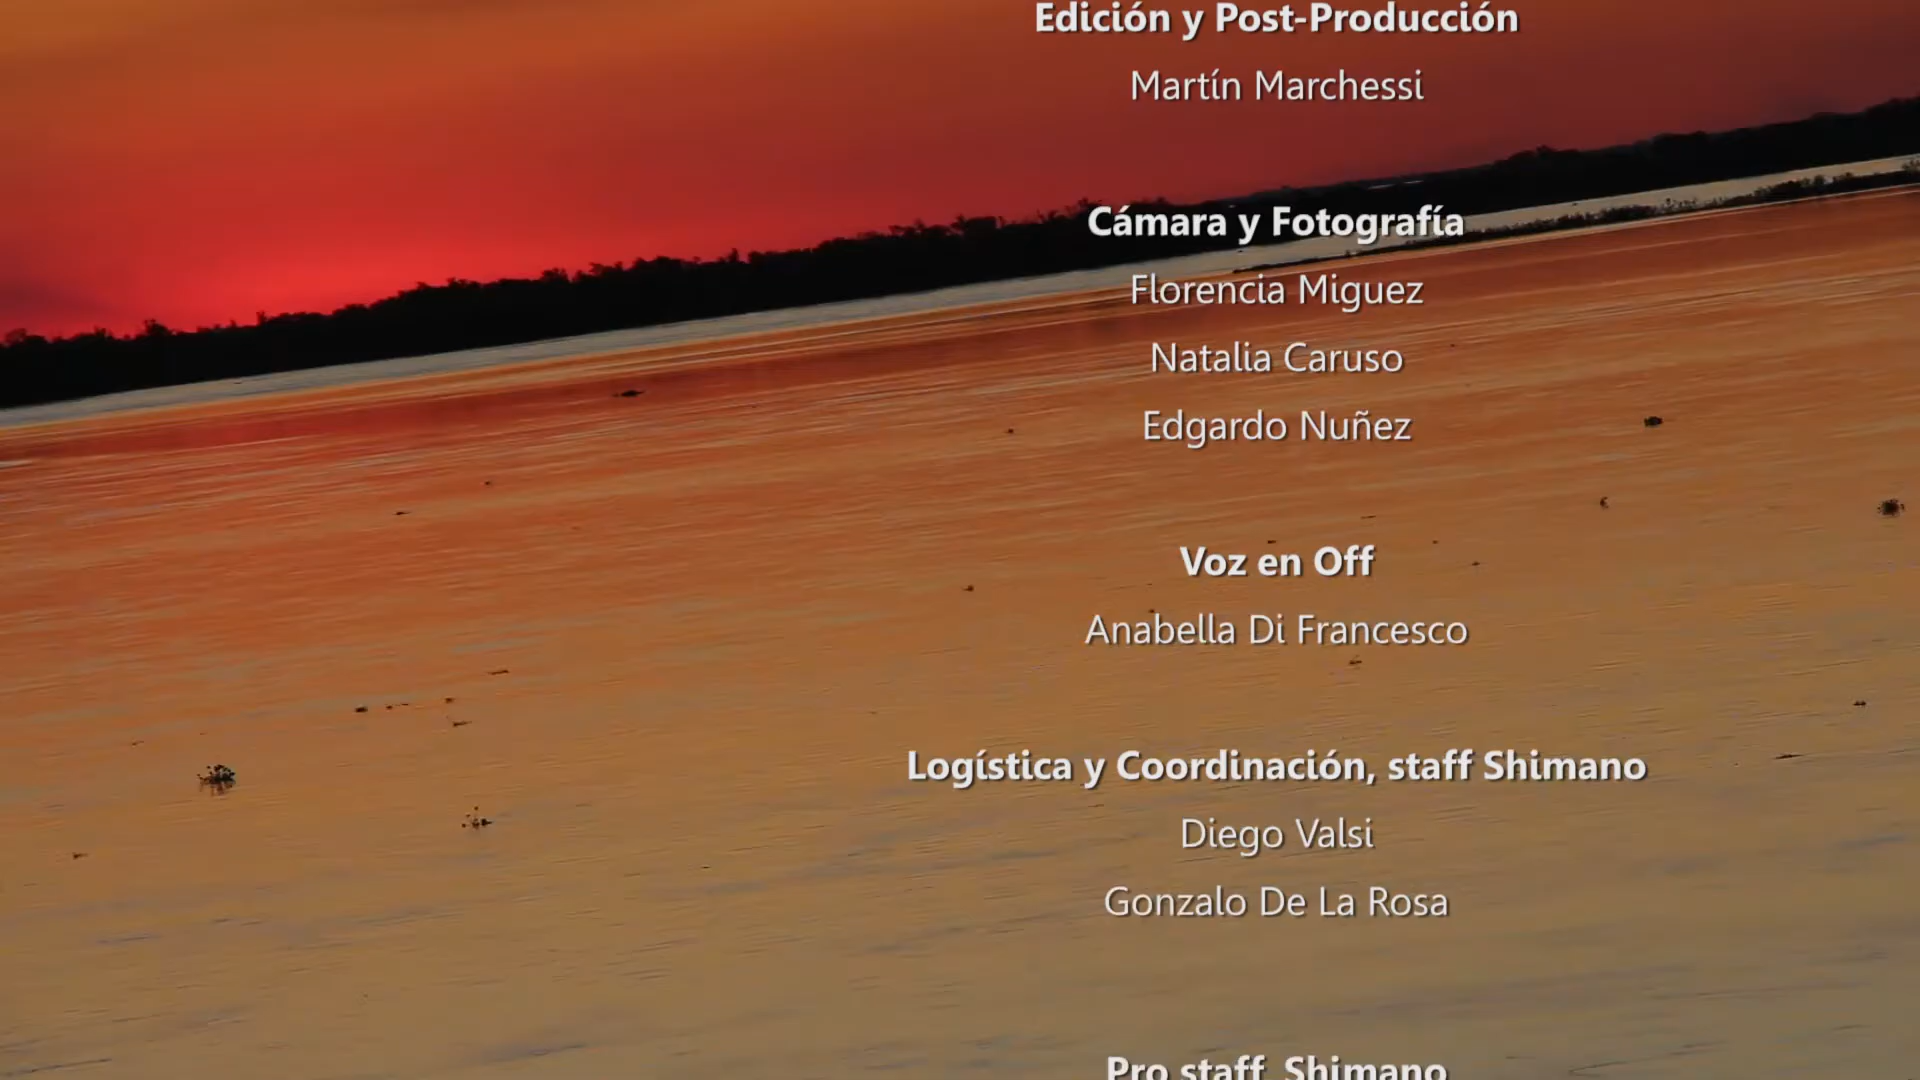 Edición y Post-Producción
Martín Marchessi
Cámara y Fotografía
Florencia Miguez
Natalia Caruso
Edgardo Nuñez
Voz en Off
Anabella Di Francesco
Logística y Coordinación, staff Shimano
Diego Valsi
Gonzalo De La Rosa
Pro staff Shimano